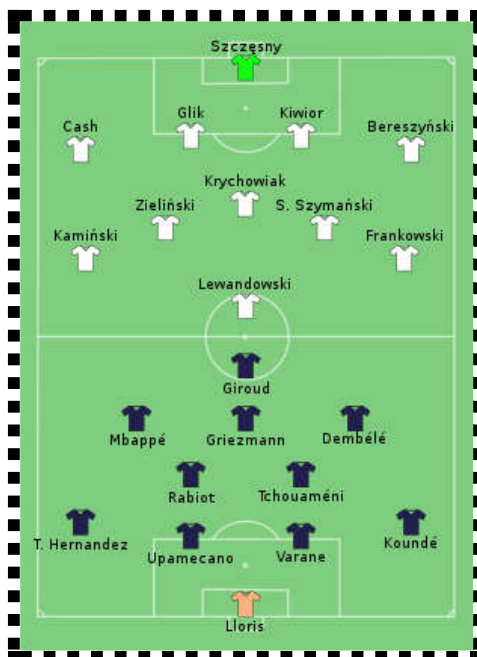 Szczęsny
Glik
Kiwior
Cash
Bereszyński
Krychowiak
Zieliński
S. Szymański
Kamiński
Frankowski
Lewandowski
Giroud
Mbappé
Griezmann
Dembélé
Rabiot
Tchouaméni
T. Hernandez
Koundé
Upamecano
Varane
Lloris